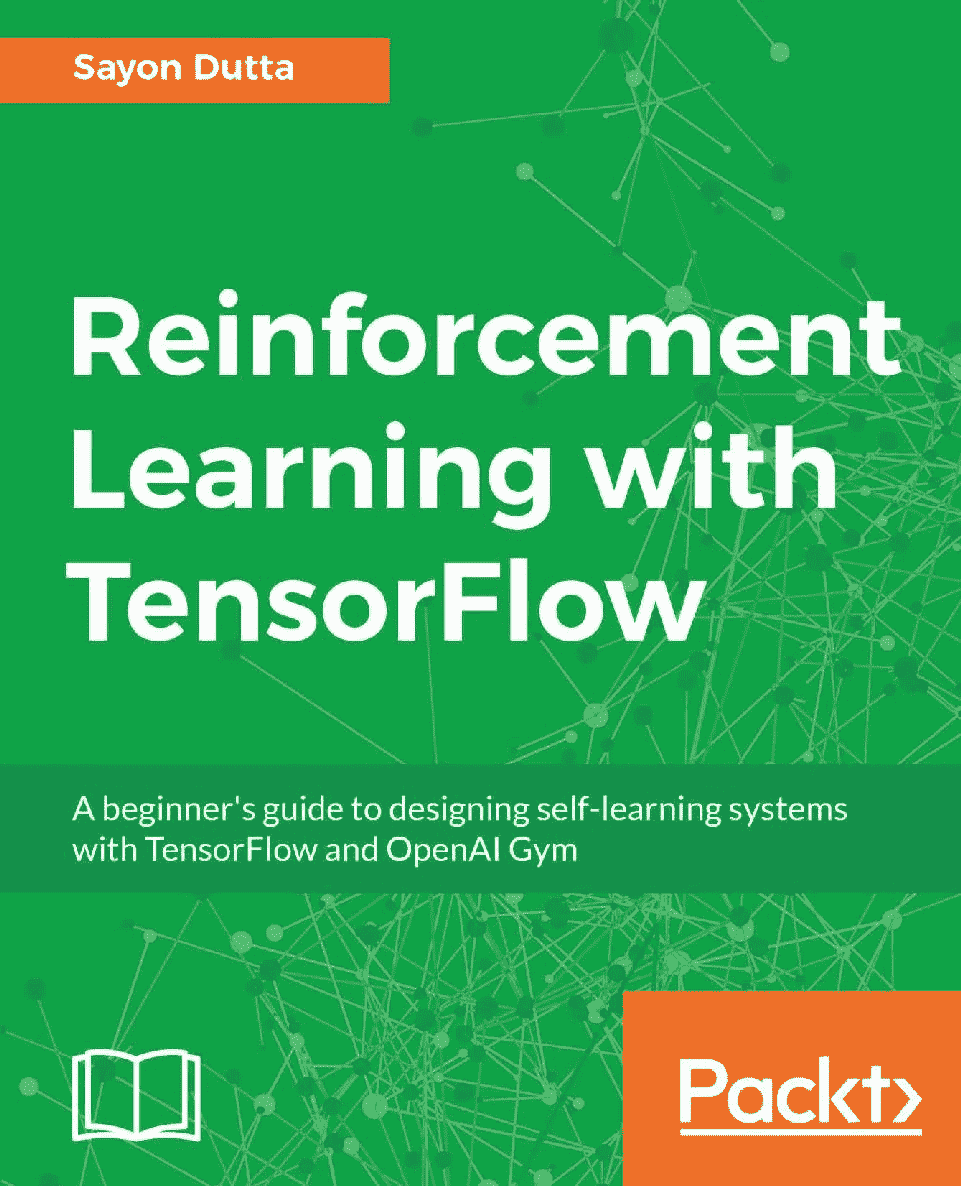 Sayon Dutta
Reinforcement
Learning with
TensorFlow
A beginner's guide to designing self-learning systems
with TensorFlow and OpenAI Gym
Packt>